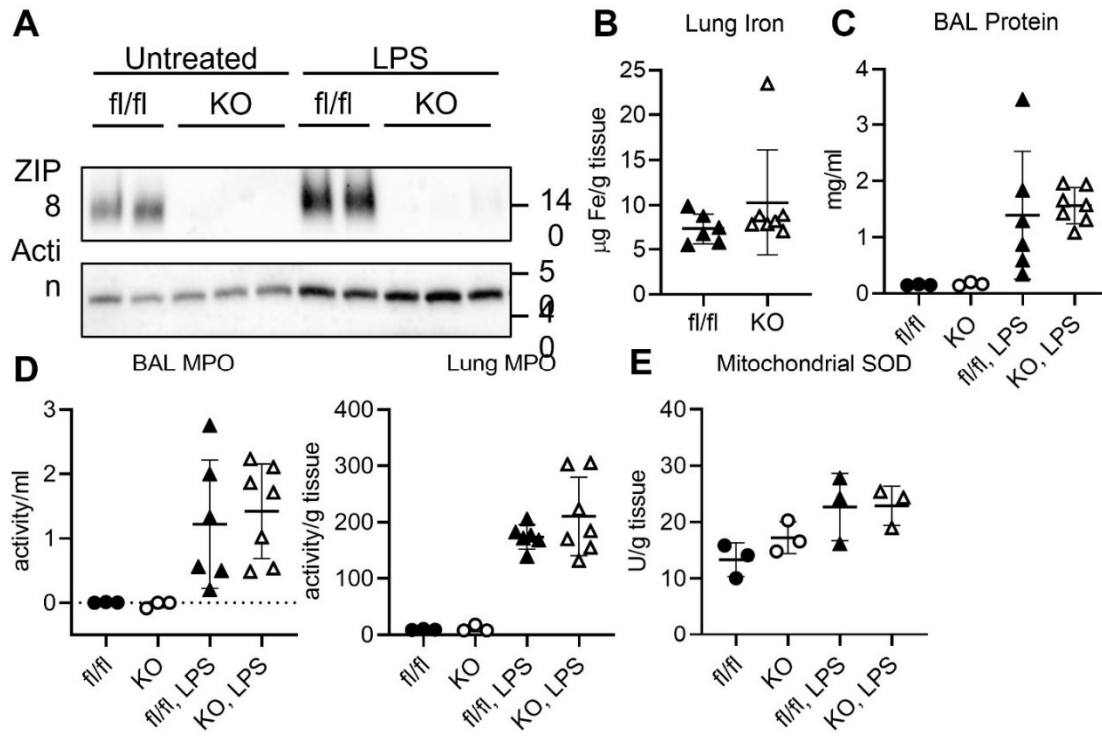 A
Untreated LPS
fl/fl KO fl/fl KO
ZIP
8
14
0
Acti
n
5
0
4
0
B
Lung Iron
µg Fe/g tissue
25
20
15
10
5
0
fl/fl KO
C
BAL Protein
mg/ml
4
3
2
1
0
fl/fl KO fl/fl, LPS KO, LPS
D
BAL MPO
activity/ml
3
2
1
0
fl/fl KO fl/fl, LPS KO, LPS
Lung MPO
activity/g tissue
400
300
200
100
0
fl/fl KO fl/fl, LPS KO, LPS
E
Mitochondrial SOD
U/g tissue
40
30
20
10
0
fl/fl KO fl/fl, LPS KO, LPS